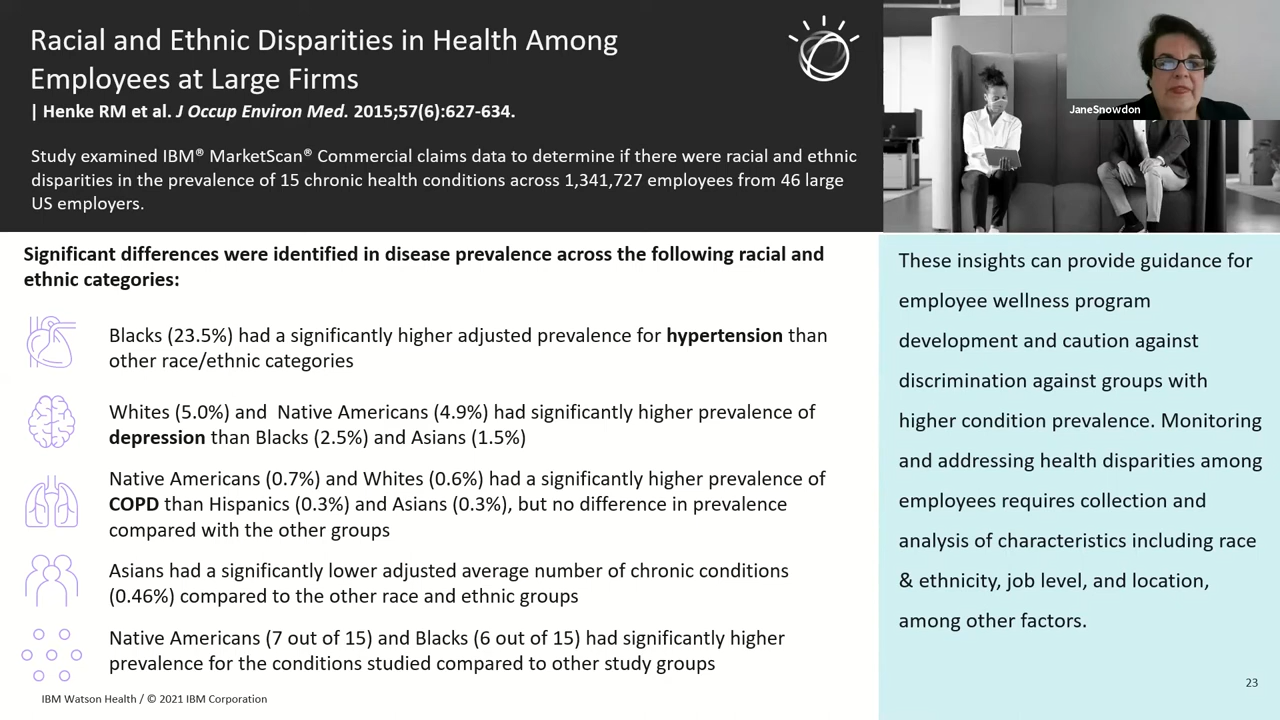 Racial and Ethnic Disparities in Health Among
Employees at Large Firms
| Henke RM et al. J Occup Environ Med. 2015;57(6):627-634.
Study examined IBM® MarketScan® Commercial claims data to determine if there were racial and ethnic
disparities in the prevalence of 15 chronic health conditions across 1,341,727 employees from 46 large
US employers.
JaneSnowdon
Significant differences were identified in disease prevalence across the following racial and
ethnic categories:
Blacks (23.5%) had a significantly higher adjusted prevalence for hypertension than
other race/ethnic categories
Whites (5.0%) and Native Americans (4.9%) had significantly higher prevalence of
depression than Blacks (2.5%) and Asians (1.5%)
Native Americans (0.7%) and Whites (0.6%) had a significantly higher prevalence of
COPD than Hispanics (0.3%) and Asians (0.3%), but no difference in prevalence
compared with the other groups
Asians had a significantly lower adjusted average number of chronic conditions
(0.46%) compared to the other race and ethnic groups
Native Americans (7 out of 15) and Blacks (6 out of 15) had significantly higher
prevalence for the conditions studied compared to other study groups
These insights can provide guidance for
employee wellness program
development and caution against
discrimination against groups with
higher condition prevalence. Monitoring
and addressing health disparities among
employees requires collection and
analysis of characteristics including race
& ethnicity, job level, and location,
among other factors.
IBM Watson Health / © 2021 IBM Corporation
23